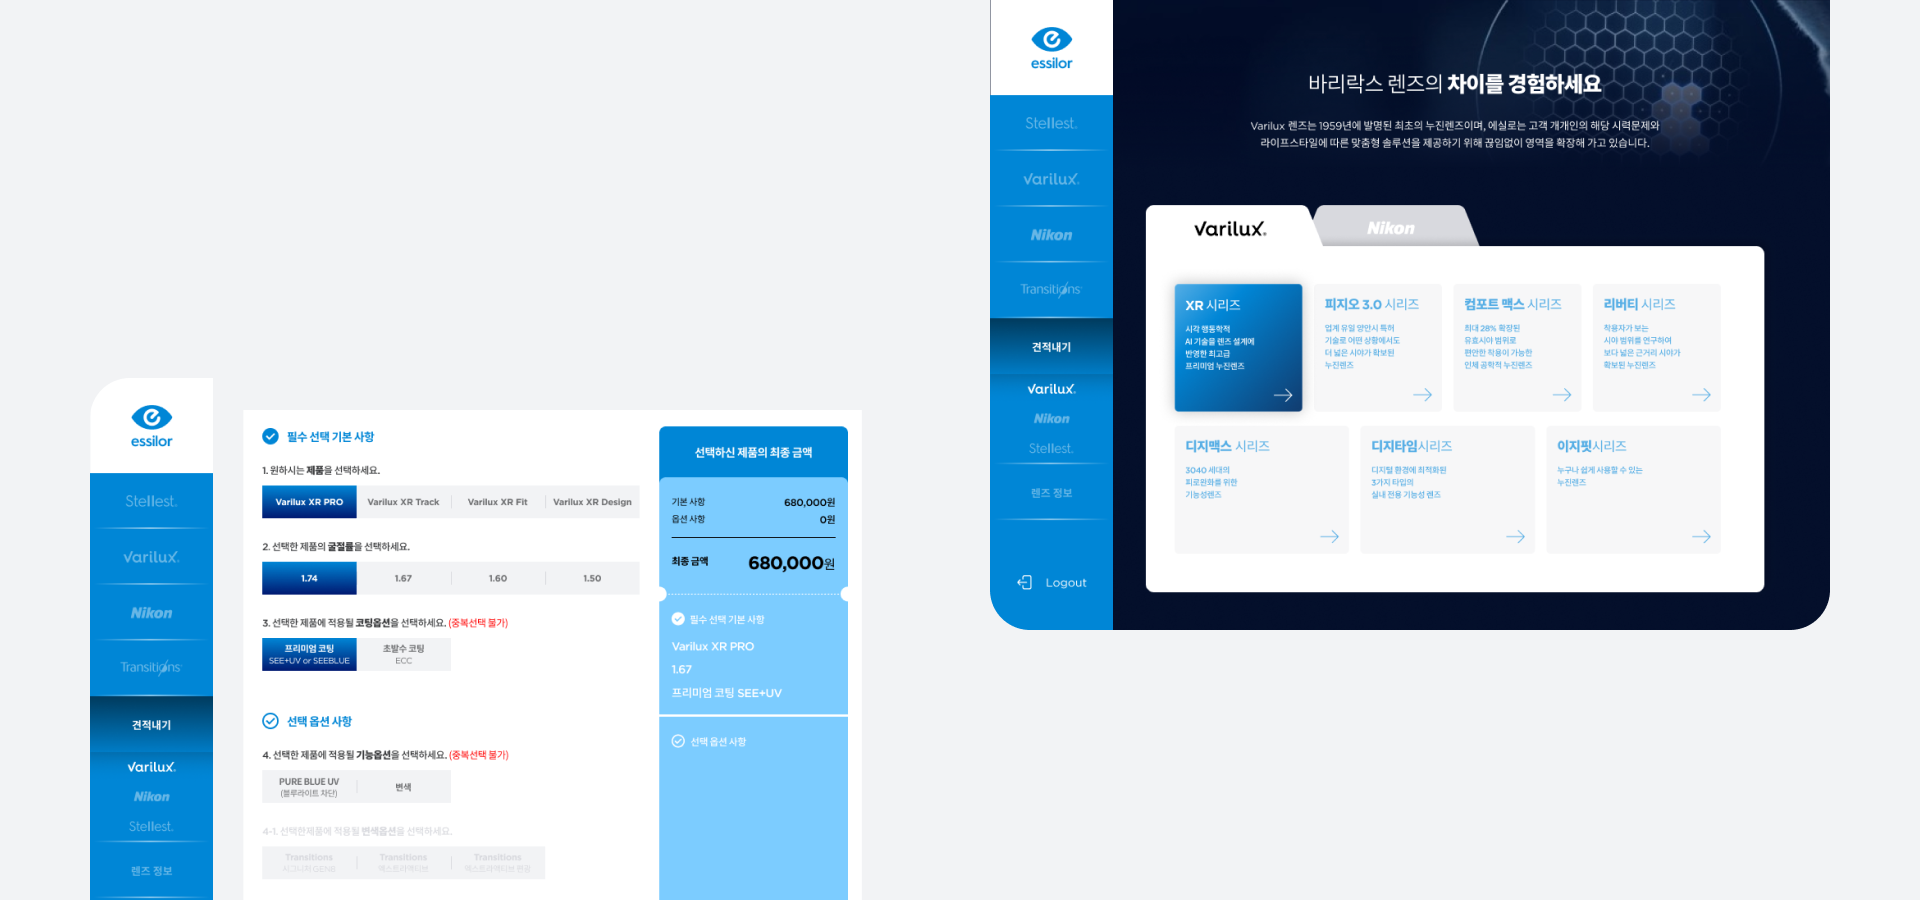 essilor
Stellest.
Varilux.
Nikon
Transitions
견적내기
Varilux.
Nikon
Stellest.
렌즈 정보
필수 선택 기본 사항
1. 원하시는 제품을 선택하세요.
Varilux XR PRO
Varilux XR Track
Varilux XR Fit
Varilux XR Design
2. 선택한 제품의 굴절률을 선택하세요.
1.74
1.67
1.60
1.50
3. 선택한 제품에 적용될 코팅옵션을 선택하세요. (중복선택 불가)
프리미엄 코팅
SEE+UV or SEEBLUE
초발수 코팅
ECC
선택 옵션 사항
4. 선택한 제품에 적용될 기능옵션을 선택하세요. (중복선택 불가)
PURE BLUE UV
(블루라이트 차단)
변색
4-1. 선택한제품에 적용될 변색옵션을 선택하세요.
Transitions
시그니처 GEN8
Transitions
엑스트라액티브
Transitions
엑스트라액티브 편광
선택하신 제품의 최종 금액
기본 사항 680,000원
옵션 사항 0원
최종 금액 680,000원
필수 선택 기본 사항
Varilux XR PRO
1.67
프리미엄 코팅 SEE+UV
선택 옵션 사항
essilor
Stellest.
Varilux.
Nikon
Transitions
견적내기
Varilux.
Nikon
Stellest.
렌즈 정보
Logout
바리락스 렌즈의 차이를 경험하세요
Varilux 렌즈는 1959년에 발명된 최초의 누진렌즈이며, 에실로는 고객 개개인의 해당 시력문제와
라이프스타일에 따른 맞춤형 솔루션을 제공하기 위해 끊임없이 영역을 확장해 가고 있습니다.
Varilux.
Nikon
XR 시리즈
시각 행동학적
AI 기술을 렌즈 설계에
반영한 최고급
프리미엄 누진렌즈
피지오 3.0 시리즈
업계 유일 양안시 특허
기술로 어떤 상황에서도
더 넓은 시야가 확보된
누진렌즈
컴포트 맥스 시리즈
최대 28% 확장된
유효시야 범위로
편안한 착용이 가능한
인체 공학적 누진렌즈
리버티 시리즈
착용자가 보는
시야 범위를 연구하여
보다 넓은 근거리 시야가
확보된 누진렌즈
디지맥스 시리즈
3040 세대의
피로완화를 위한
기능성렌즈
디지타임시리즈
디지털 환경에 최적화된
3가지 타입의
실내 전용 기능성 렌즈
이지핏시리즈
누구나 쉽게 사용할 수 있는
누진렌즈